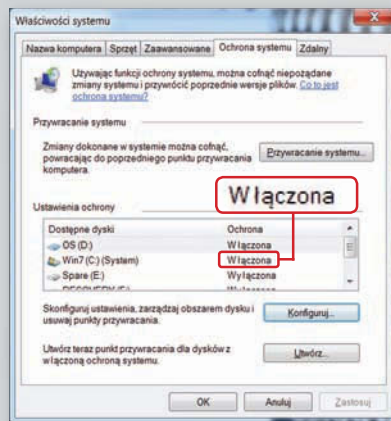 Właściwości systemu
Nazwa komputera Sprzęt Zaawansowane Ochrona systemu Zdalny
Używając funkcji ochrony systemu, można cofnąć niepożądane
zmiany systemu i przywrócić poprzednie wersje plików. Co to jest
ochrona systemu?
Przywracanie systemu
Zmiany dokonane w systemie można cofnąć,
powracając do poprzedniego punktu przywracania
komputera.
Przywracanie systemu...
Włączona
Ustawienia ochrony
Dostępne dyski Ochrona
OS (D:) Włączona
Win7 (C:) (System) Włączona
Spare (E:) Wyłączona
Skonfiguruj ustawienia, zarządzaj obszarem dysku i
usuwaj punkty przywracania.
Konfiguruj...
Utwórz teraz punkt przywracania dla dysków z
włączoną ochroną systemu.
Utwórz...
OK Anuluj Zastosuj